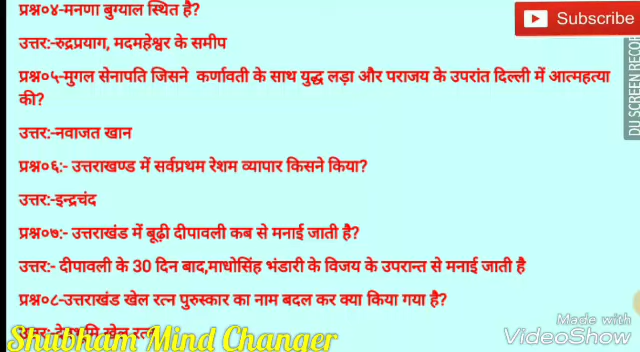 प्रश्न०४-मनणा बुग्याल स्थित है?
Subscribe
उत्तर:-रुद्रप्रयाग, मदमहेश्वर के समीप
प्रश्न०५-मुगल सेनापति जिसने कर्णावती के साथ युद्ध लड़ा और पराजय के उपरांत दिल्ली में आत्महत्या
की?
DU SCREEN RECOR
उत्तर:-नवाजत खान
प्रश्न०६:- उत्तराखण्ड में सर्वप्रथम रेशम व्यापार किसने किया?
उत्तर:-इन्द्रचंद
प्रश्न०७:- उत्तराखंड में बूढ़ी दीपावली कब से मनाई जाती है?
उत्तर:- दीपावली के 30 दिन बाद,माधोसिंह भंडारी के विजय के उपरान्त से मनाई जाती है
प्रश्न०८-उत्तराखंड खेल रत्न पुरुस्कार का नाम बदल कर क्या किया गया है?
खेल रत्न
Shubham Mind Changer
Made with
VideoShow